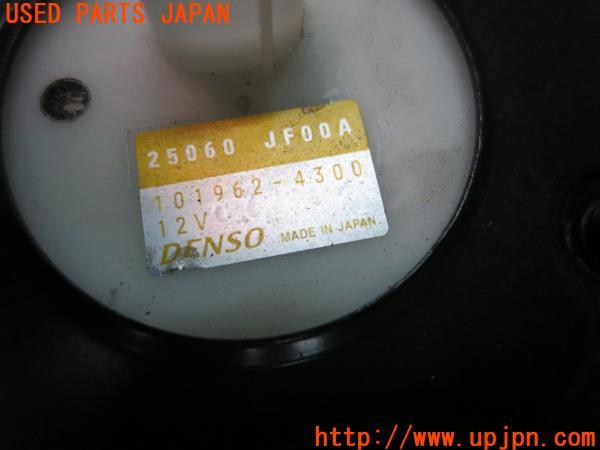 USED PARTS JAPAN
25060 JF00A
101962-4300
12V
DENSO MADE IN JAPAN
http://www.upjpn.com/